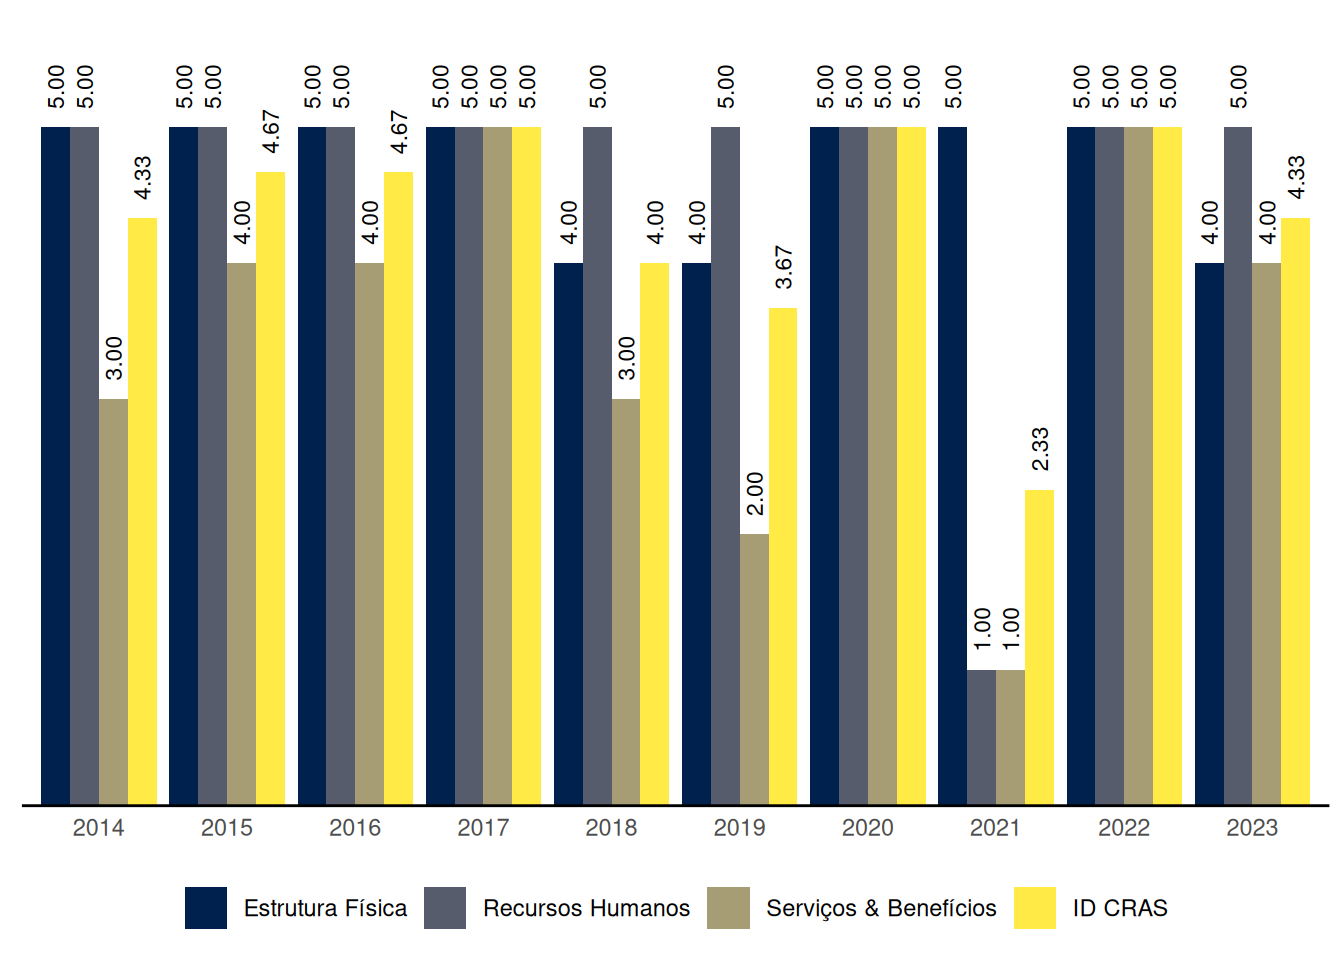 5.00 5.00 3.00 4.33
5.00 5.00 4.00 4.67
5.00 5.00 4.00 4.67
5.00 5.00 5.00 5.00
4.00 5.00 3.00 4.00
4.00 5.00 2.00 3.67
5.00 5.00 5.00 5.00
5.00 1.00 1.00 2.33
5.00 5.00 5.00 5.00
4.00 5.00 4.00 4.33
2014 2015 2016 2017 2018 2019 2020 2021 2022 2023
Estrutura Física Recursos Humanos Serviços & Benefícios ID CRAS